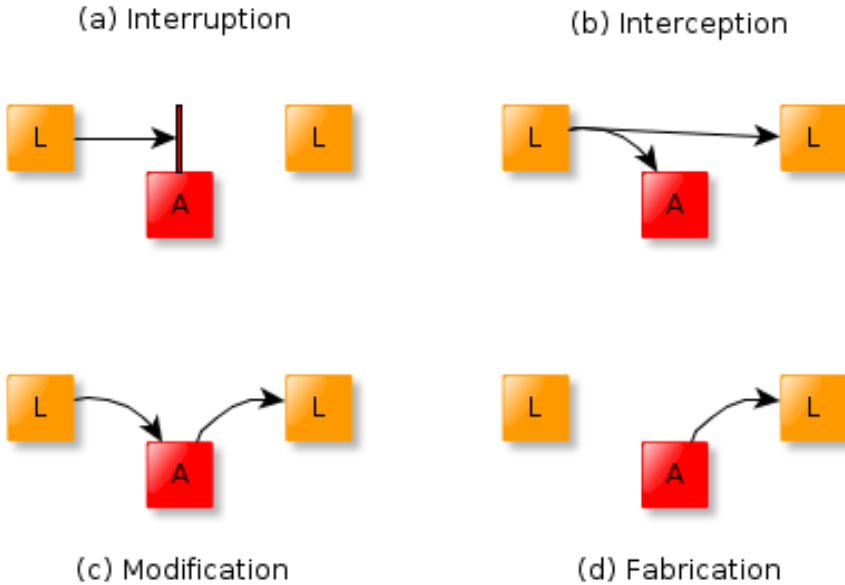 (a) Interruption
(b) Interception
L
L
L
L
A
A
L
L
L
L
A
A
(c) Modification
(d) Fabrication